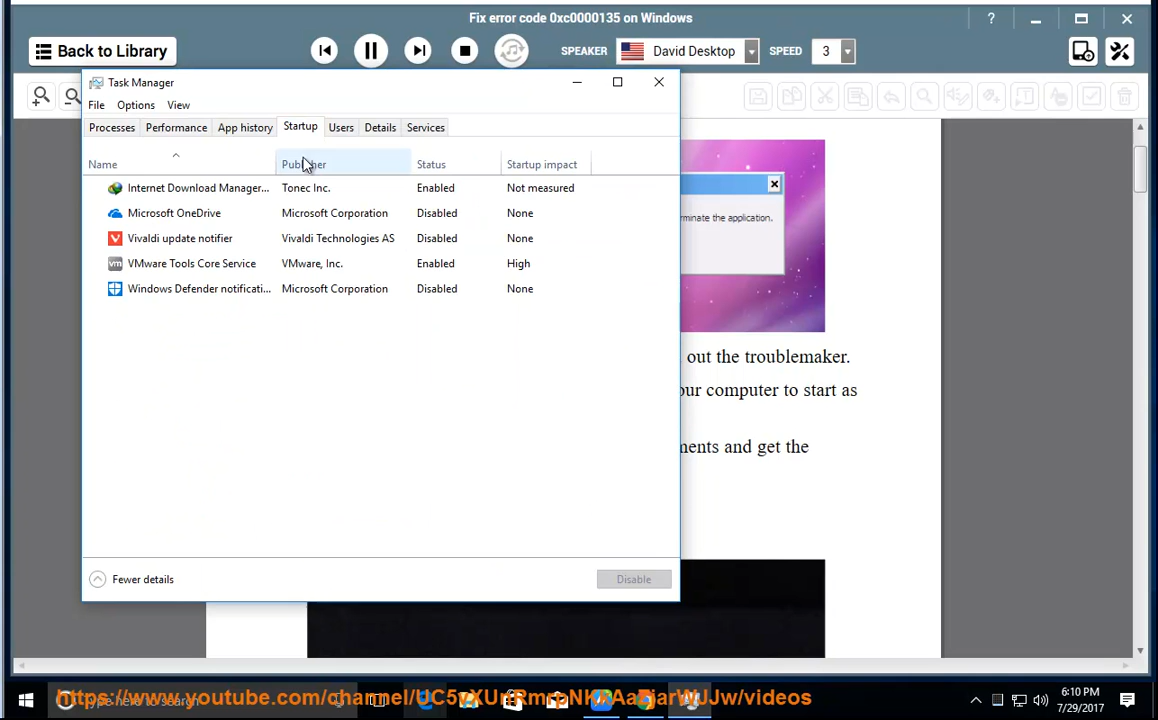 Fix error code 0xc0000135 on Windows
?
Back to Library
SPEAKER
David Desktop
SPEED
3
Task Manager
File Options View
Processes Performance App history Startup Users Details Services
Name Publisher Status Startup impact
Internet Download Manager... Tonec Inc. Enabled Not measured
Microsoft OneDrive Microsoft Corporation Disabled None
Vivaldi update notifier Vivaldi Technologies AS Disabled None
VMware Tools Core Service VMware, Inc. Enabled High
Windows Defender notificati... Microsoft Corporation Disabled None
Fewer details
Disable
rminate the application.
out the troublemaker.
our computer to start as
ments and get the
Type here to search
6:10 PM
7/29/2017